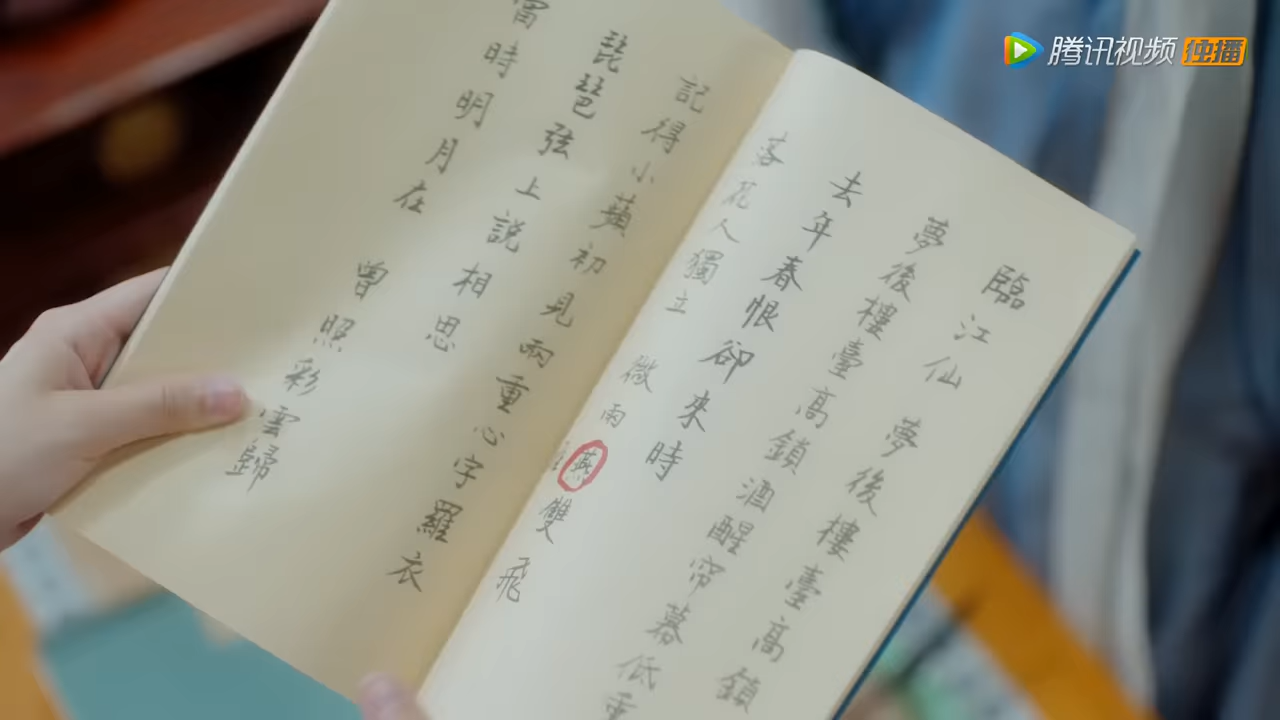 腾讯视频 独播
臨江仙 夢後樓臺高鎖
夢後樓臺高鎖酒醒帘幕低
去年春恨卻來時
落花人獨立 微雨燕雙飛
記得小蘋初見兩重心字羅衣
琵琶弦上說相思
當時明月在 曾照彩雲歸